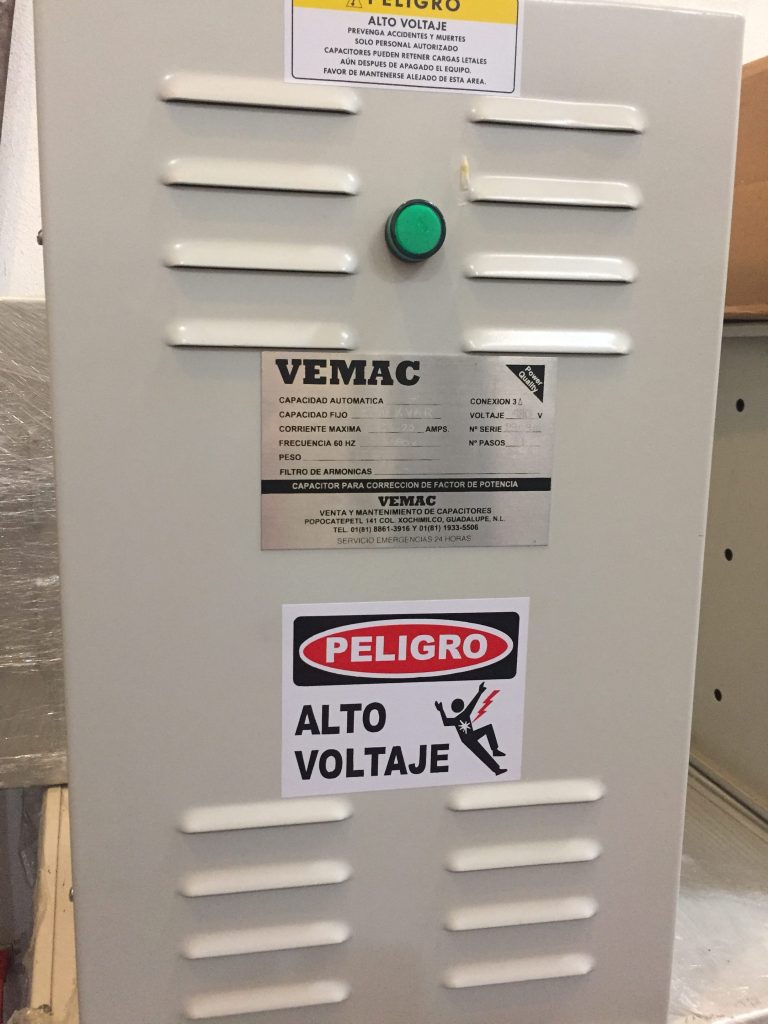 PELIGRO
ALTO VOLTAJE
PREVENGA ACCIDENTES Y MUERTES
SOLO PERSONAL AUTORIZADO
CAPACITORES PUEDEN RETENER CARGAS LETALES
AÚN DESPUES DE APAGADO EL EQUIPO.
FAVOR DE MANTENERSE ALEJADO DE ESTA AREA.
VEMAC
Power Quality
CAPACIDAD AUTOMATICA
CONEXION 3 Δ
CAPACIDAD FIJO KVAR
VOLTAJE 480 V
CORRIENTE MAXIMA AMPS.
Nº SERIE
FRECUENCIA 60 HZ
Nº PASOS
PESO
FILTRO DE ARMONICAS
CAPACITOR PARA CORRECCION DE FACTOR DE POTENCIA
VEMAC
VENTA Y MANTENIMIENTO DE CAPACITORES
POPOCATEPETL 141 COL. XOCHIMILCO, GUADALUPE, N.L.
TEL. 01(81) 8861-3916 Y 01(81) 1933-5506
SERVICIO EMERGENCIAS 24 HORAS
PELIGRO
ALTO
VOLTAJE